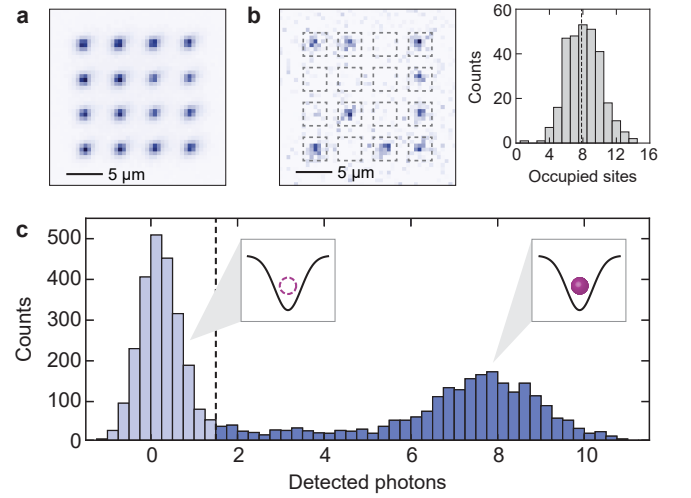 a
5 µm
b
5 µm
Counts
60
40
20
0
0 4 8 12 16
Occupied sites
c
Counts
500
400
300
200
100
0
0 2 4 6 8 10
Detected photons